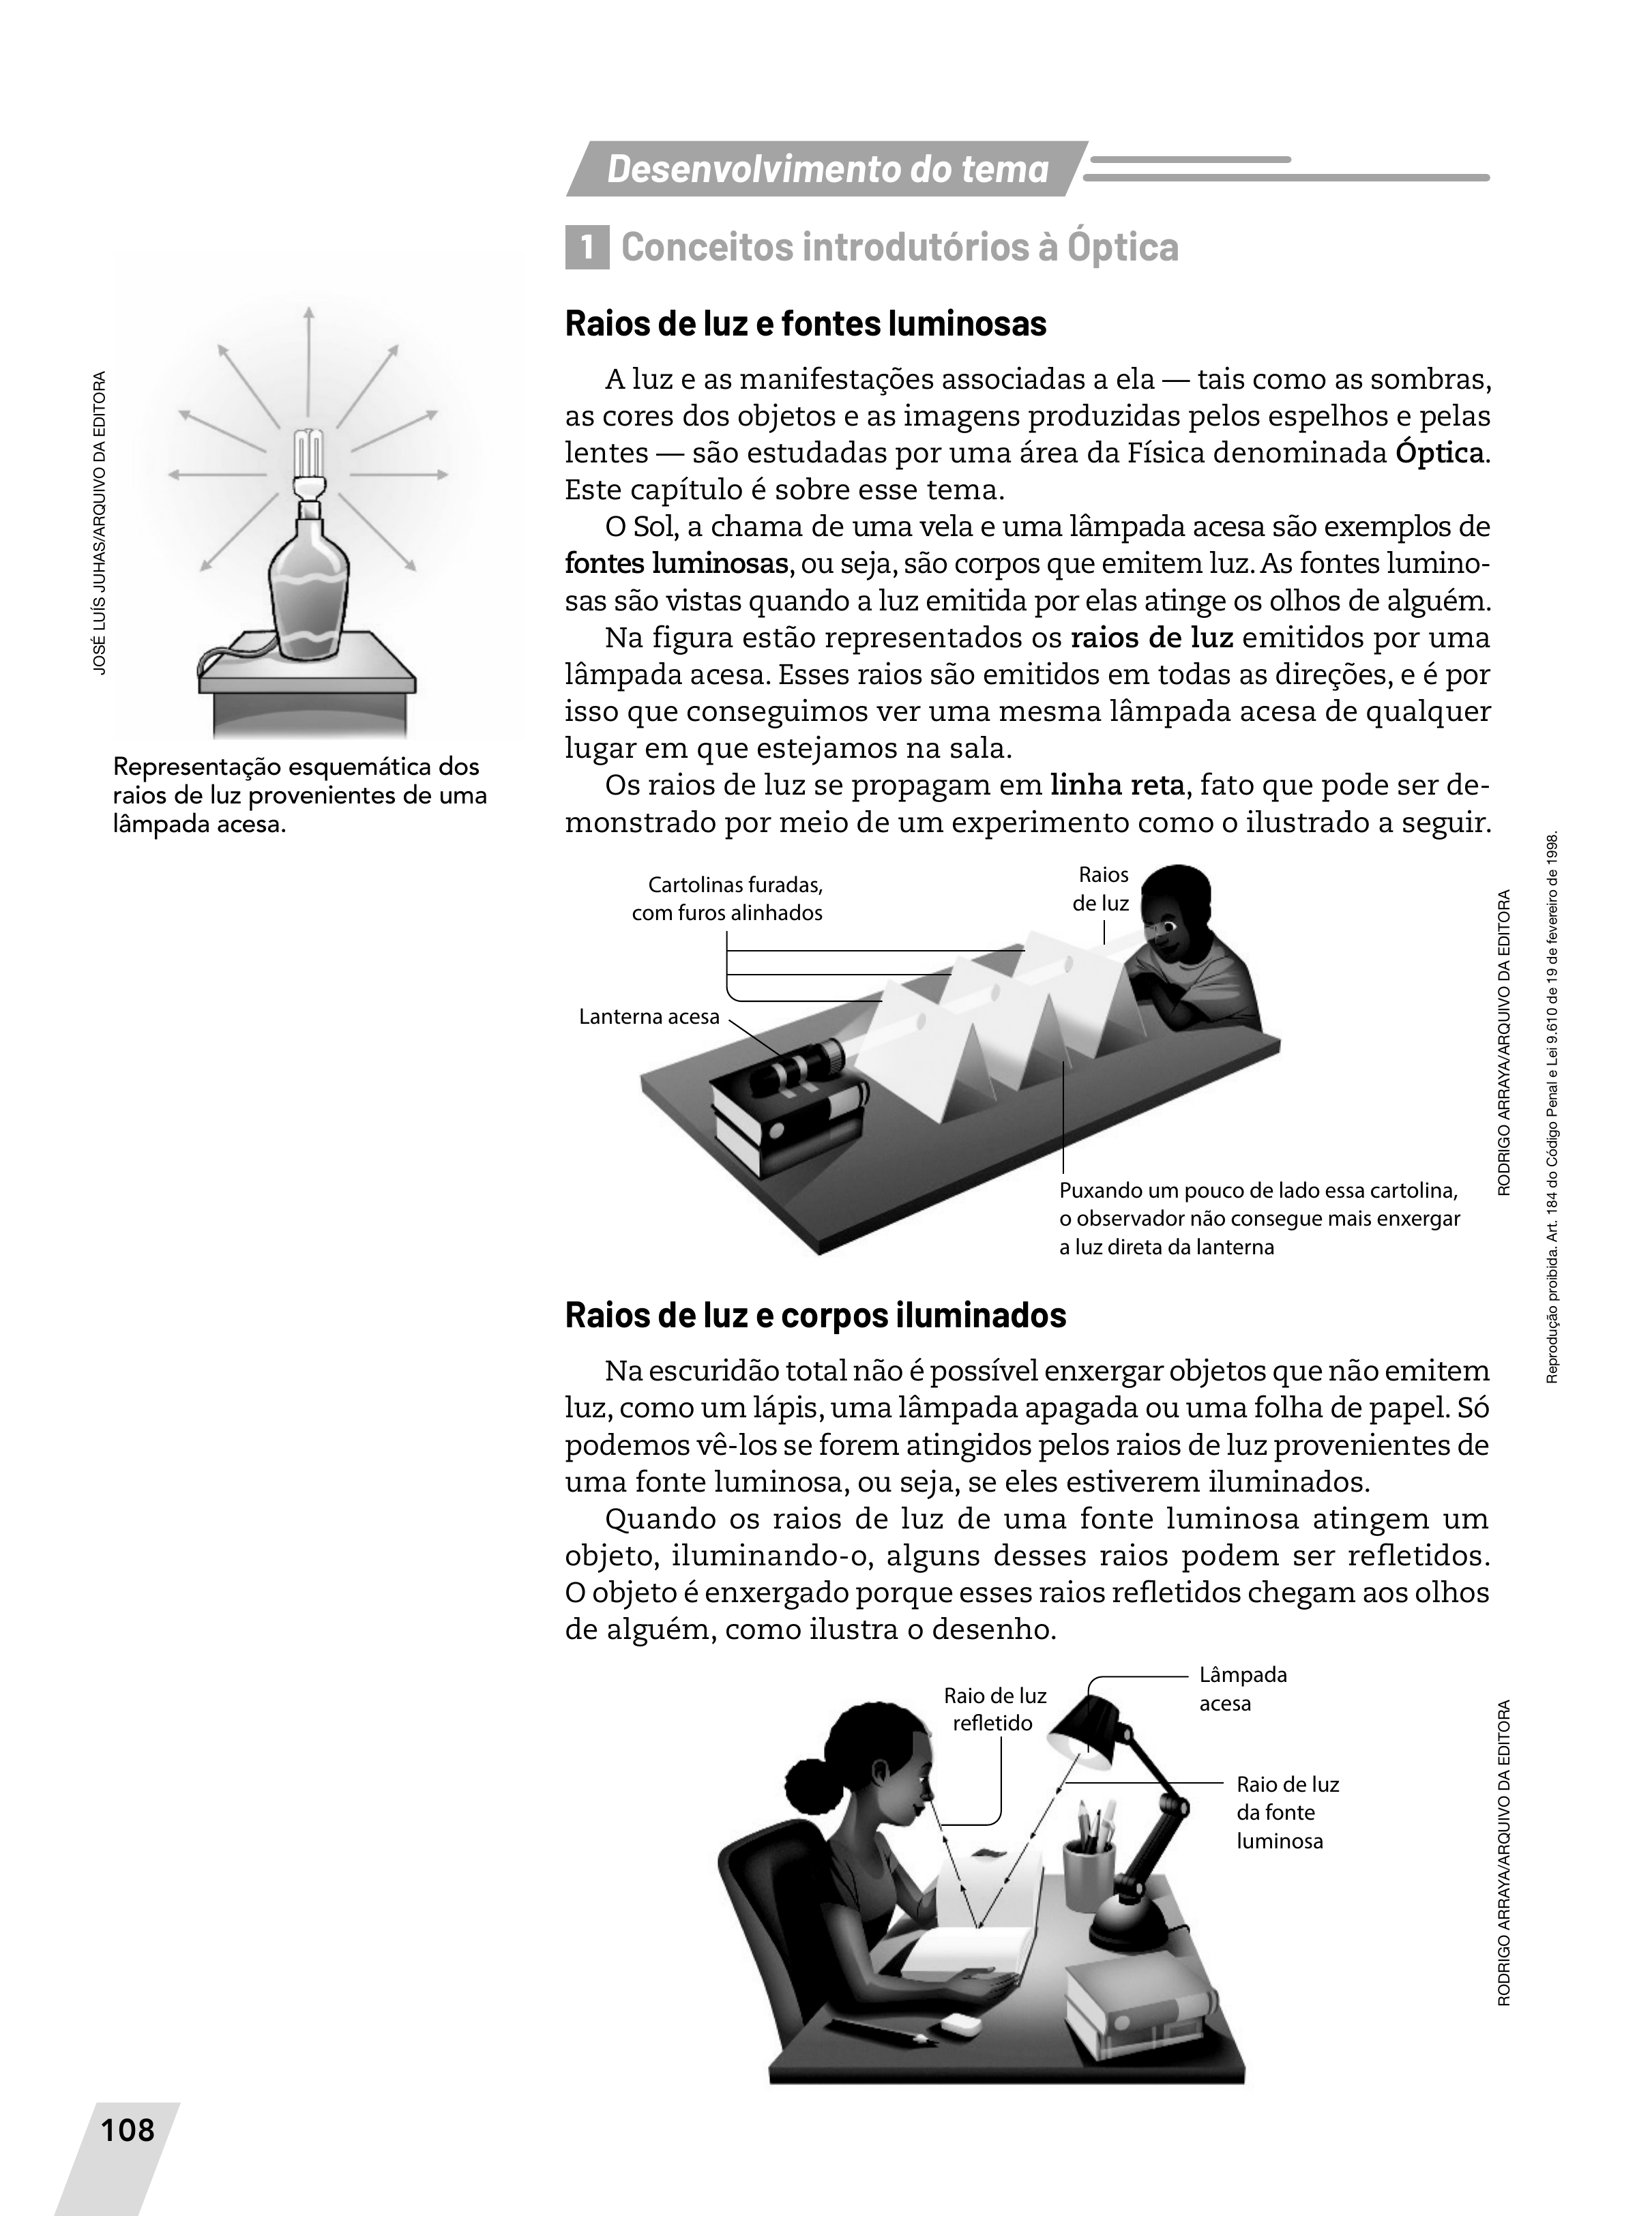 Desenvolvimento do tema
1 Conceitos introdutórios à Óptica
Raios de luz e fontes luminosas
A luz e as manifestações associadas a ela — tais como as sombras,
as cores dos objetos e as imagens produzidas pelos espelhos e pelas
lentes — são estudadas por uma área da Física denominada Óptica.
Este capítulo é sobre esse tema.
O Sol, a chama de uma vela e uma lâmpada acesa são exemplos de
fontes luminosas, ou seja, são corpos que emitem luz. As fontes lumino-
sas são vistas quando a luz emitida por elas atinge os olhos de alguém.
Na figura estão representados os raios de luz emitidos por uma
lâmpada acesa. Esses raios são emitidos em todas as direções, e é por
isso que conseguimos ver uma mesma lâmpada acesa de qualquer
lugar em que estejamos na sala.
Os raios de luz se propagam em linha reta, fato que pode ser de-
monstrado por meio de um experimento como o ilustrado a seguir.
JOSÉ LUÍS JUHAS/ARQUIVO DA EDITORA
Representação esquemática dos
raios de luz provenientes de uma
lâmpada acesa.
Cartolinas furadas,
com furos alinhados
Raios
de luz
Lanterna acesa
Puxando um pouco de lado essa cartolina,
o observador não consegue mais enxergar
a luz direta da lanterna
RODRIGO ARRAYA/ARQUIVO DA EDITORA
Reprodução proibida. Art. 184 do Código Penal e Lei 9.610 de 19 de fevereiro de 1998.
Raios de luz e corpos iluminados
Na escuridão total não é possível enxergar objetos que não emitem
luz, como um lápis, uma lâmpada apagada ou uma folha de papel. Só
podemos vê-los se forem atingidos pelos raios de luz provenientes de
uma fonte luminosa, ou seja, se eles estiverem iluminados.
Quando os raios de luz de uma fonte luminosa atingem um
objeto, iluminando-o, alguns desses raios podem ser refletidos.
O objeto é enxergado porque esses raios refletidos chegam aos olhos
de alguém, como ilustra o desenho.
Lâmpada
acesa
Raio de luz
refletido
Raio de luz
da fonte
luminosa
RODRIGO ARRAYA/ARQUIVO DA EDITORA
108